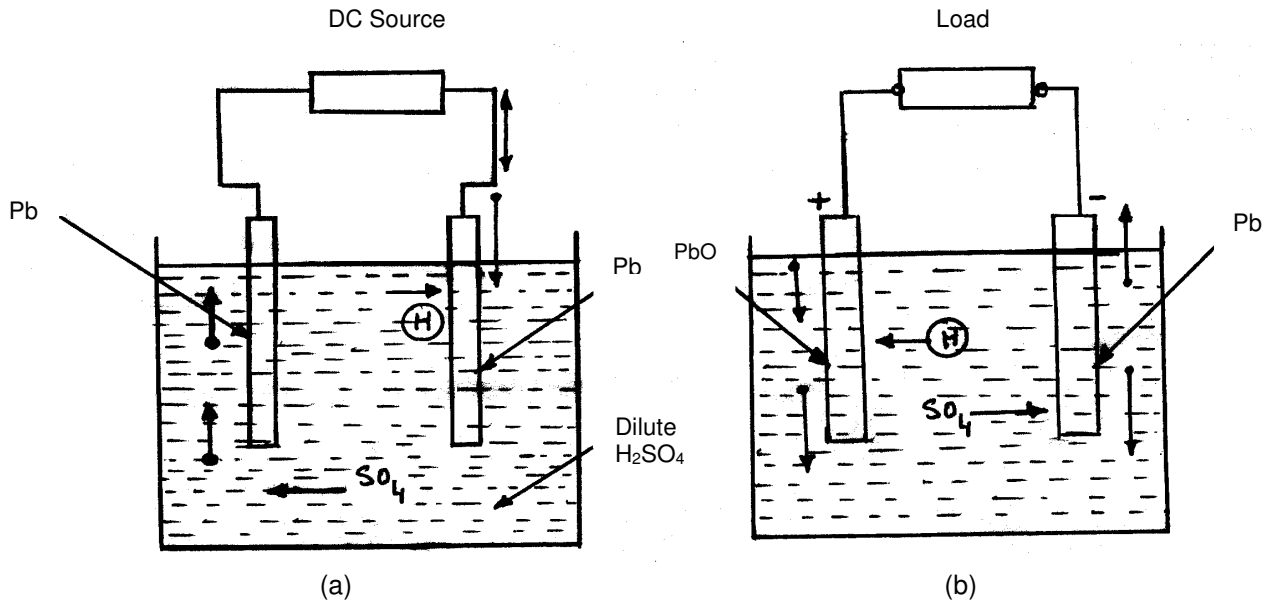 DC Source
Load
+
-
Pb
Pb
PbO
Pb
H
H
SO₄
SO₄
Dilute
H₂SO₄
(a)
(b)